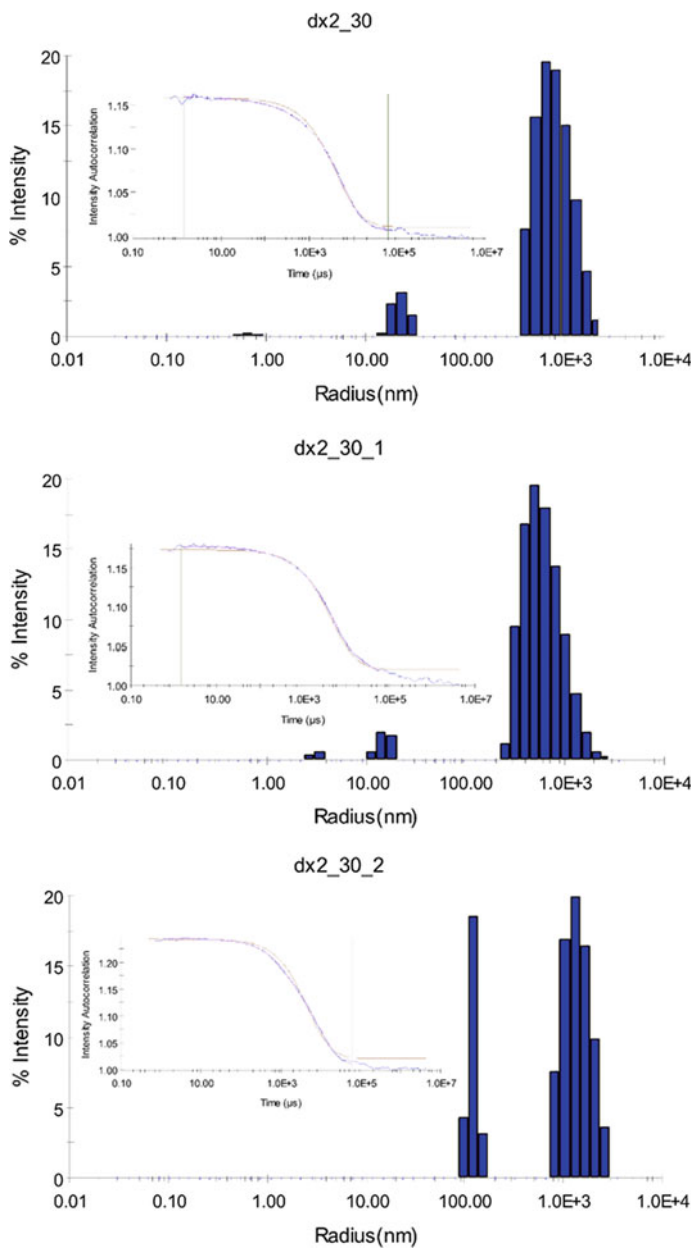 dx2_30
20
15
10
5
0
% Intensity
0.01 0.10 1.00 10.00 100.00 1.0E+3 1.0E+4
Radius(nm)
Intensity Autocorrelation
1.15
1.10
1.05
1.00
0.10 10.00 1.0E+3 1.0E+5 1.0E+7
Time (µs)
dx2_30_1
20
15
10
5
0
% Intensity
0.01 0.10 1.00 10.00 100.00 1.0E+3 1.0E+4
Radius(nm)
Intensity Autocorrelation
1.15
1.10
1.05
1.00
0.10 10.00 1.0E+3 1.0E+5 1.0E+7
Time (µs)
dx2_30_2
20
15
10
5
0
% Intensity
0.01 0.10 1.00 10.00 100.00 1.0E+3 1.0E+4
Radius(nm)
Intensity Autocorrelation
1.20
1.15
1.10
1.05
1.00
0.10 10.00 1.0E+3 1.0E+5 1.0E+7
Time (µs)